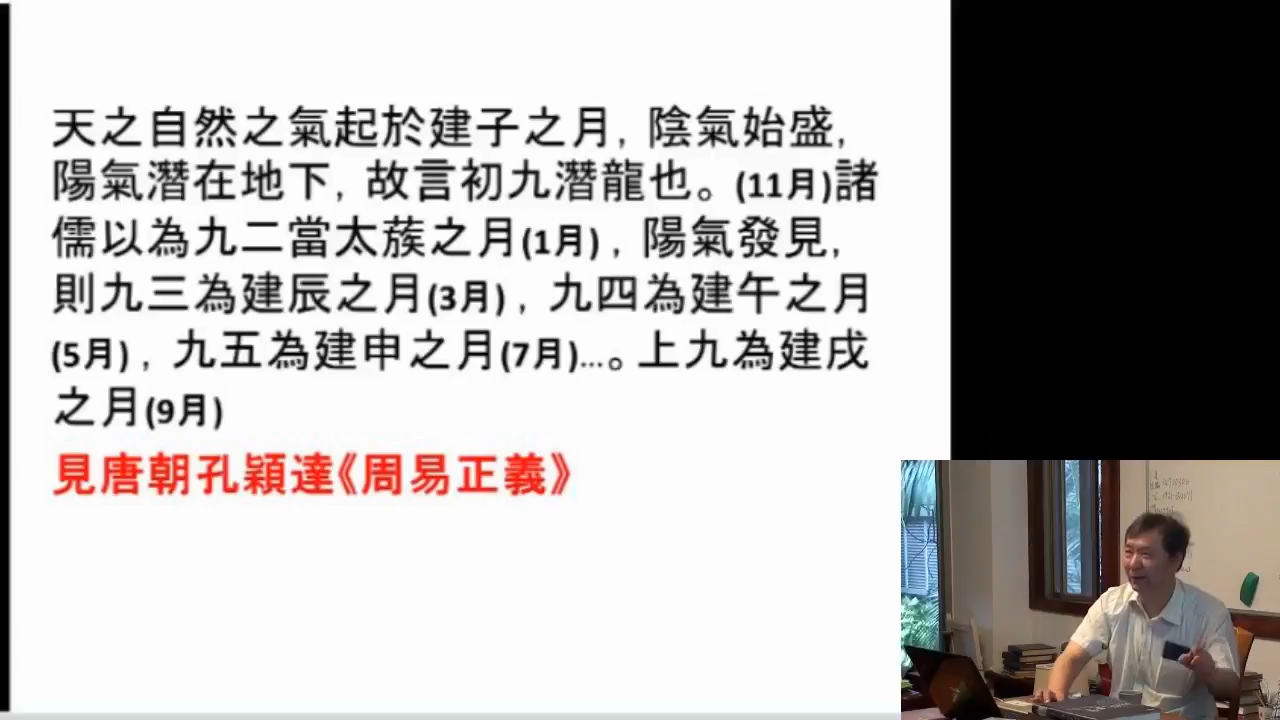 天之自然之氣起於建子之月，陰氣始盛，
陽氣潛在地下，故言初九潛龍也。(11月)諸
儒以為九二當太蔟之月(1月)，陽氣發見，
則九三為建辰之月(3月)，九四為建午之月
(5月)，九五為建申之月(7月)…。上九為建戌
之月(9月)
見唐朝孔穎達《周易正義》